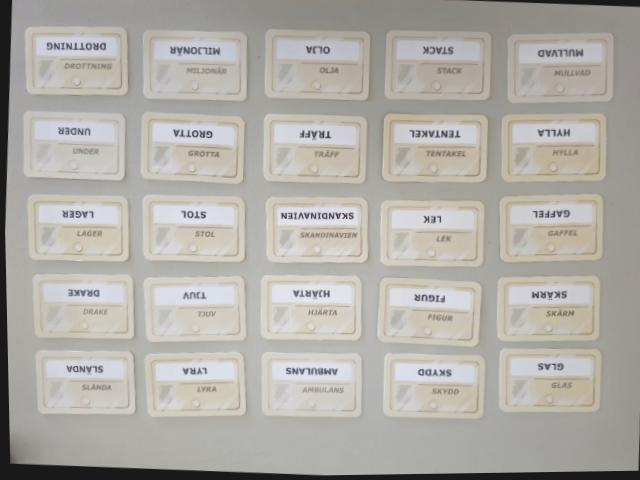 DROTTNING
DROTTNING
MILJONÄR
MILJONÄR
OLJA
OLJA
STACK
STACK
MULLVAD
MULLVAD
UNDER
UNDER
GROTTA
GROTTA
TRÄFF
TRÄFF
TENTAKEL
TENTAKEL
HYLLA
HYLLA
LAGER
LAGER
STOL
STOL
SKANDINAVIEN
SKANDINAVIEN
LEK
LEK
GAFFEL
GAFFEL
DRAKE
DRAKE
TJUV
TJUV
HJÄRTA
HJÄRTA
FIGUR
FIGUR
SKÄRM
SKÄRM
SLÄNDA
SLÄNDA
LYRA
LYRA
AMBULANS
AMBULANS
SKYDD
SKYDD
GLAS
GLAS